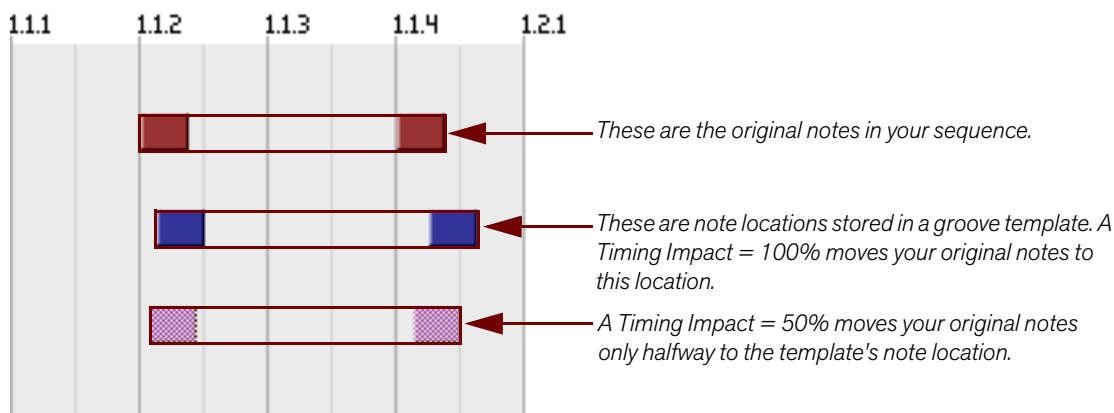 1.1.1 1.1.2 1.1.3 1.1.4 1.2.1
These are the original notes in your sequence.
These are note locations stored in a groove template. A
Timing Impact = 100% moves your original notes to
this location.
A Timing Impact = 50% moves your original notes
only halfway to the template's note location.